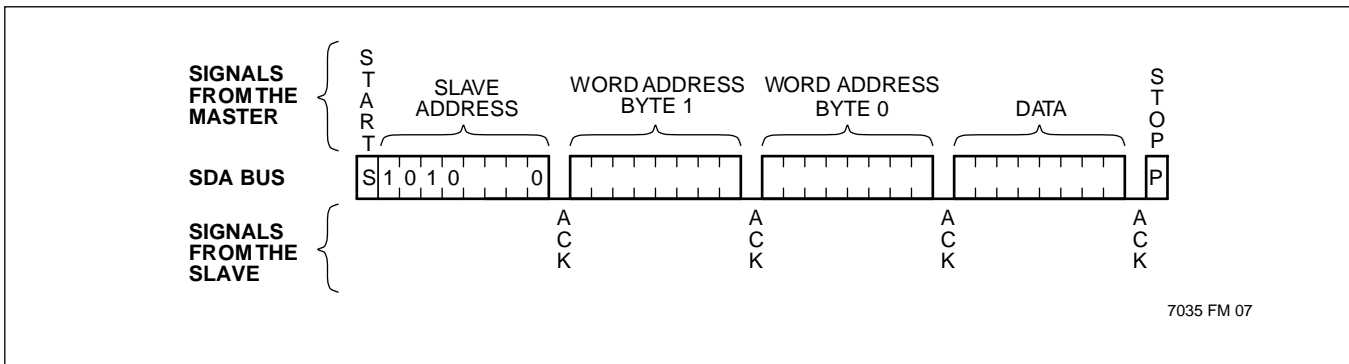 SIGNALS
FROM THE
MASTER
START
SLAVE
ADDRESS
WORD ADDRESS
BYTE 1
WORD ADDRESS
BYTE 0
DATA
STOP
SDA BUS
S 1 0 1 0 0 P
SIGNALS
FROM THE
SLAVE
ACK
ACK
ACK
ACK
7035 FM 07